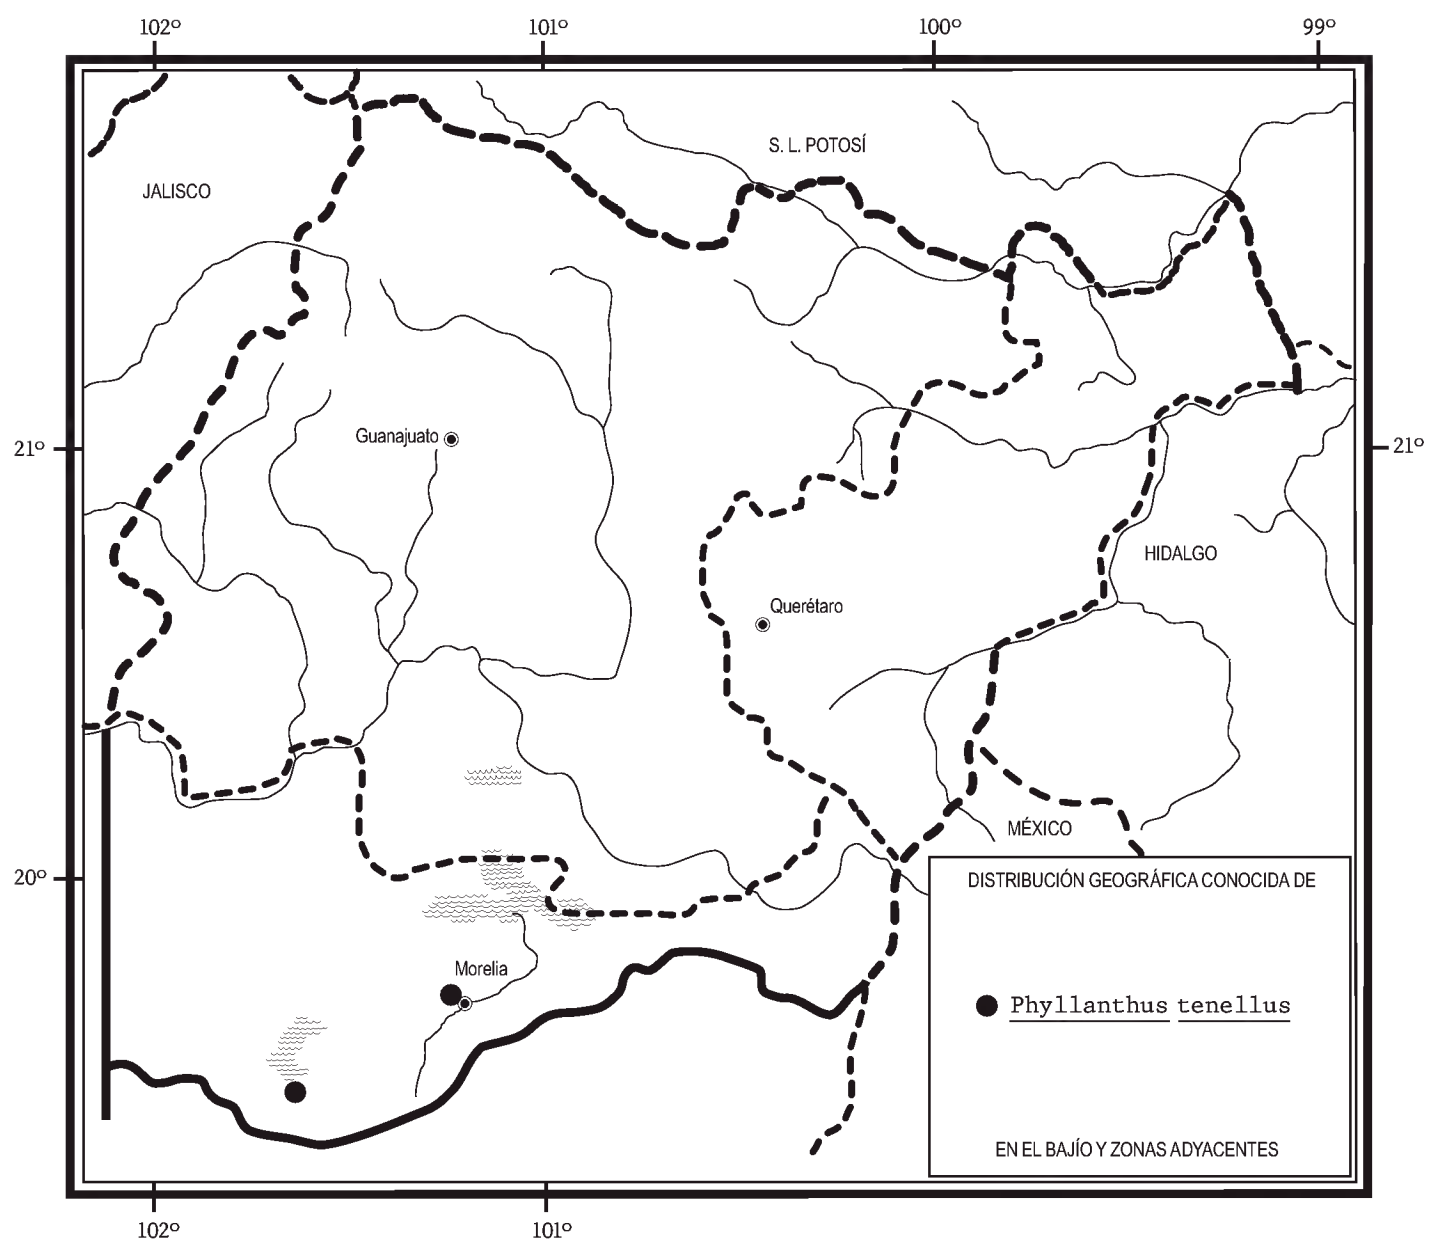 102º 101º 100º 99º
S. L. POTOSÍ
JALISCO
Guanajuato
21º 21º
HIDALGO
Querétaro
MÉXICO
20º
DISTRIBUCIÓN GEOGRÁFICA CONOCIDA DE
Morelia
Phyllanthus tenellus
EN EL BAJÍO Y ZONAS ADYACENTES
102º 101º